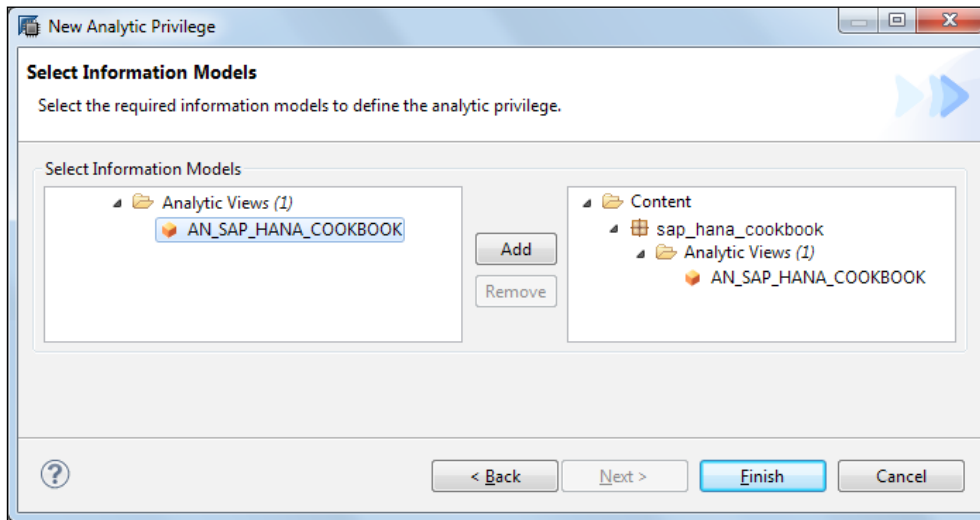 New Analytic Privilege
Select Information Models
Select the required information models to define the analytic privilege.
Select Information Models
Analytic Views (1)
AN_SAP_HANA_COOKBOOK
Add
Remove
Content
sap_hana_cookbook
Analytic Views (1)
AN_SAP_HANA_COOKBOOK
?
< Back
Next >
Finish
Cancel